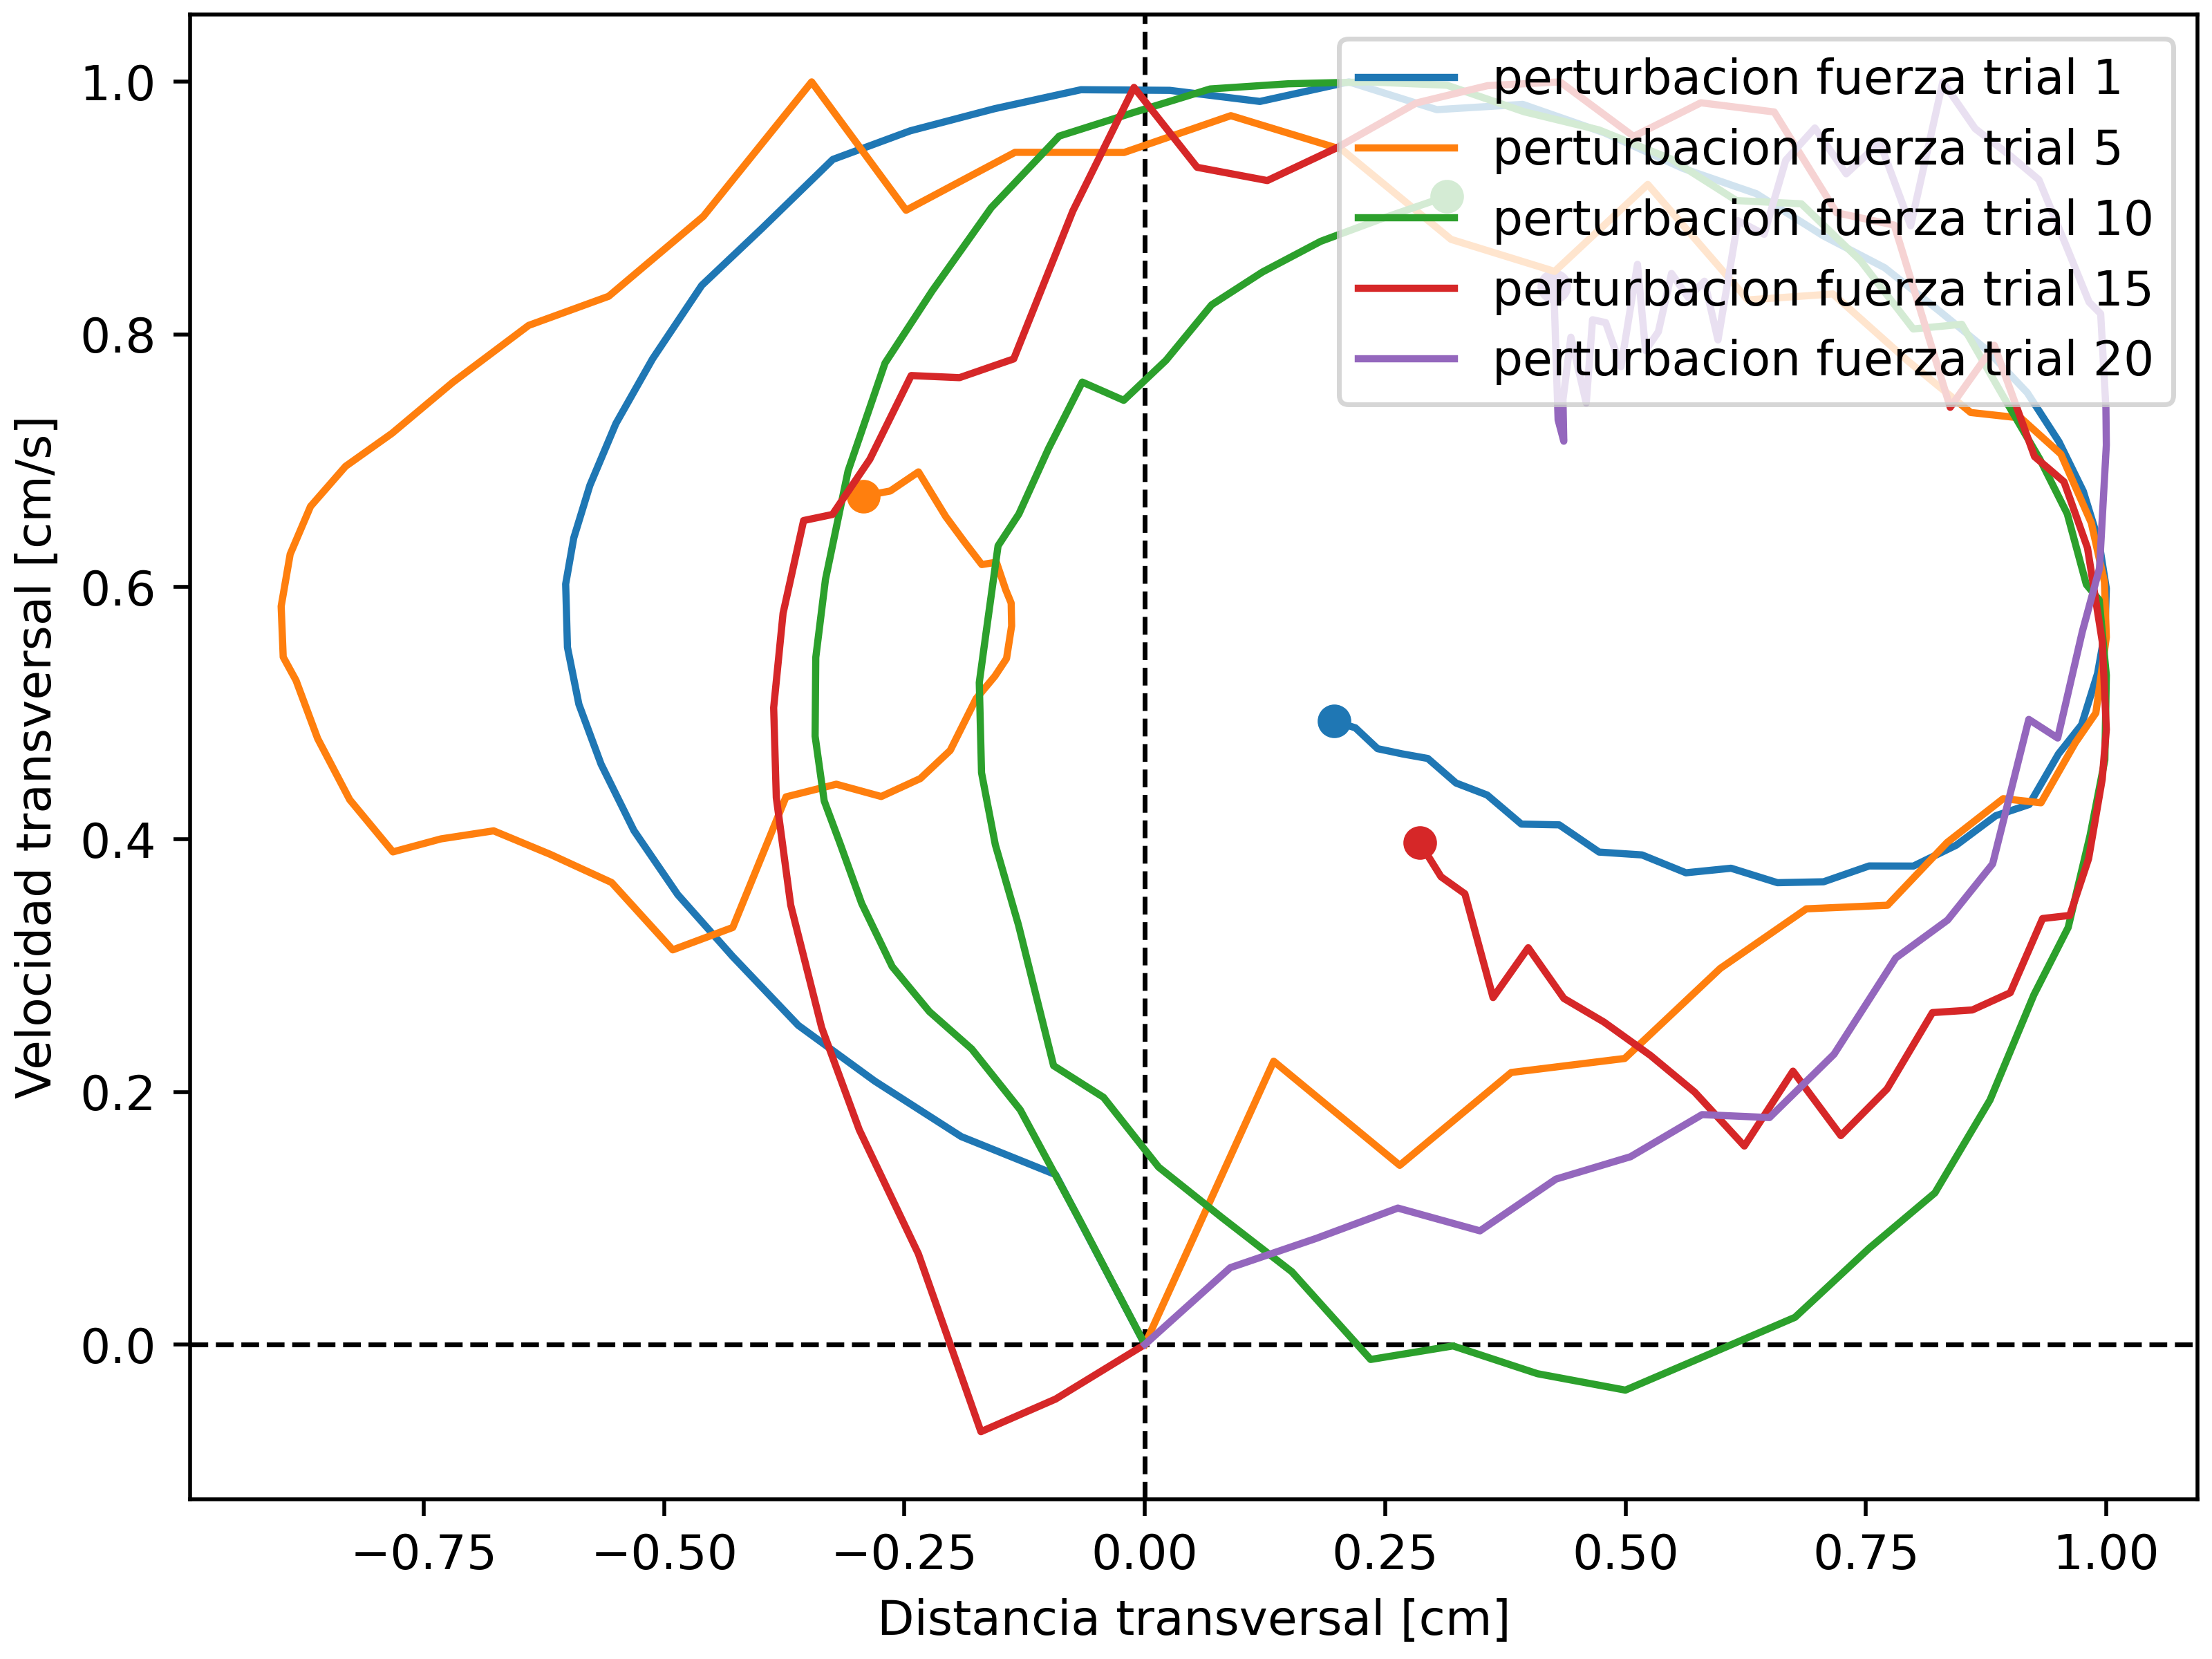 perturbacion fuerza trial 1
perturbacion fuerza trial 5
perturbacion fuerza trial 10
perturbacion fuerza trial 15
perturbacion fuerza trial 20
Velocidad transversal [cm/s]
1.0
0.8
0.6
0.4
0.2
0.0
−0.75 −0.50 −0.25 0.00 0.25 0.50 0.75 1.00
Distancia transversal [cm]